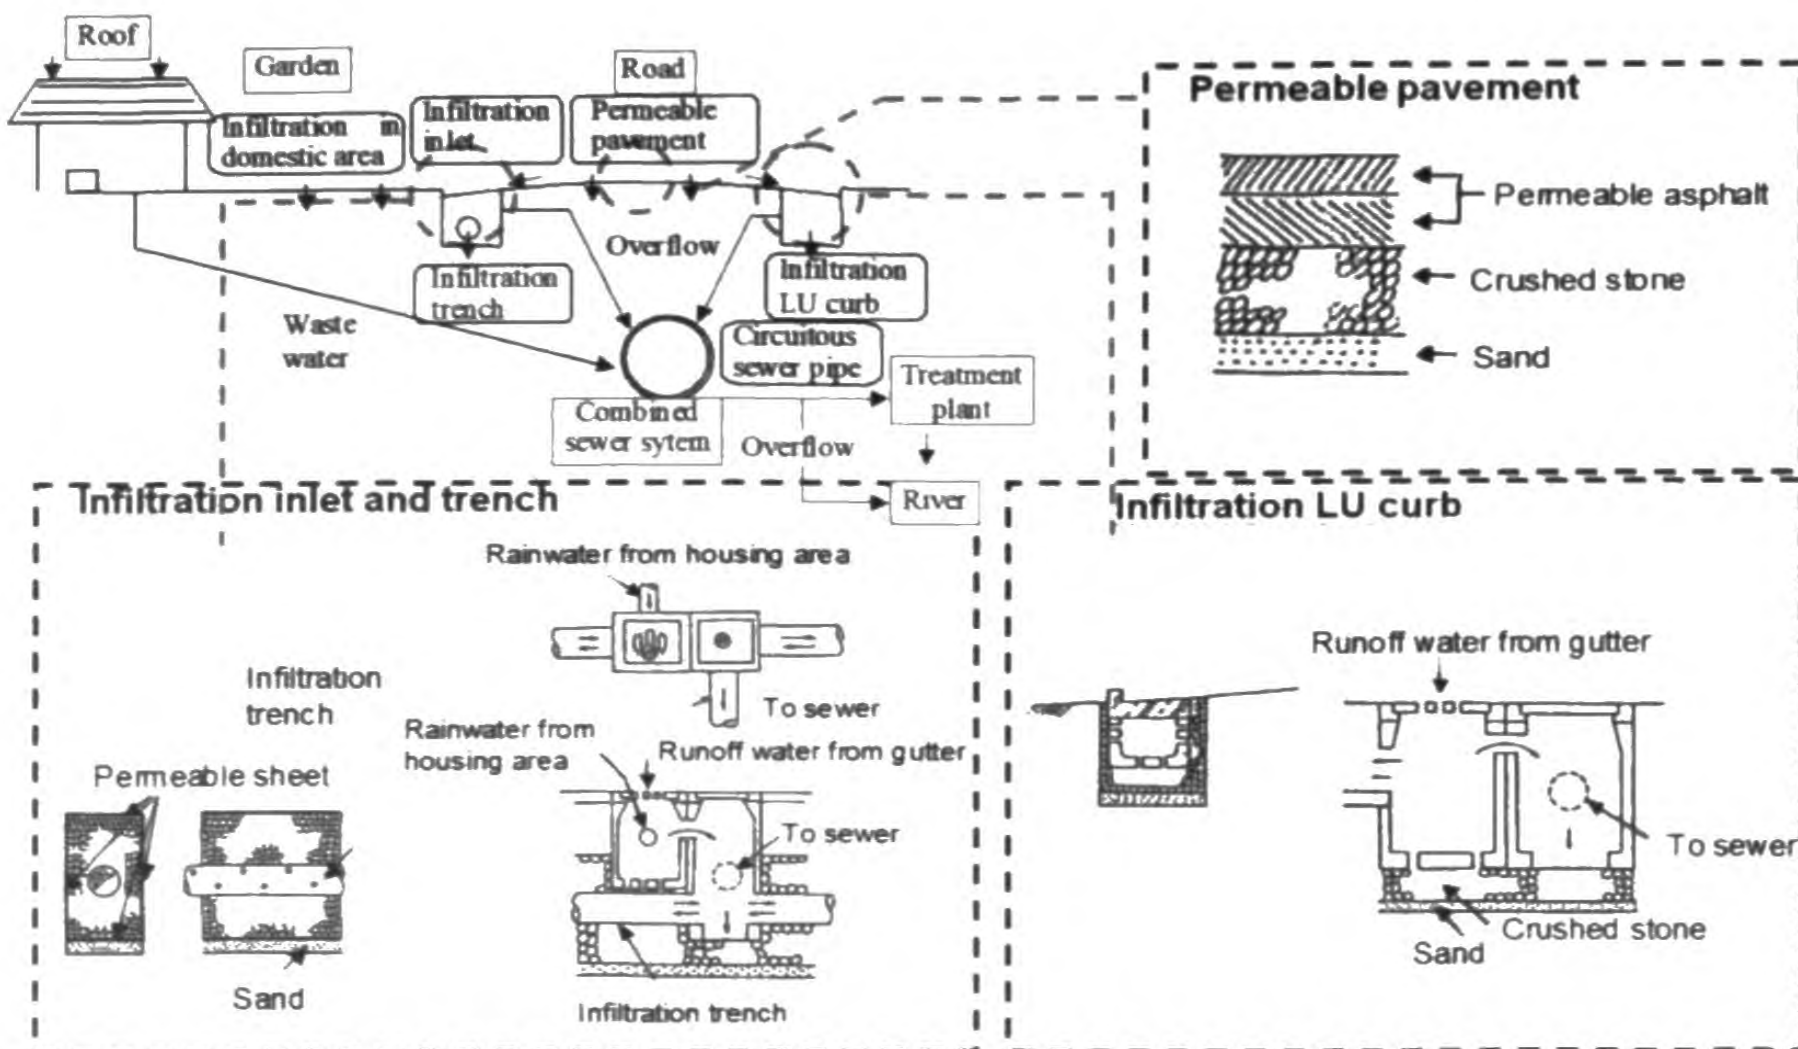 Roof
Garden
Road
Infiltration in
domestic area
Infiltration
inlet
Permeable
pavement
Overflow
Infiltration
trench
Infiltration
LU curb
Waste
water
Circuitous
sewer pipe
Treatment
plant
Combined
sewer sytem
Overflow
River
Permeable pavement
Permeable asphalt
Crushed stone
Sand
Infiltration inlet and trench
Rainwater from housing area
Infiltration
trench
To sewer
Rainwater from
housing area
Runoff water from gutter
Permeable sheet
To sewer
Sand
Infiltration trench
Infiltration LU curb
Runoff water from gutter
To sewer
Crushed stone
Sand